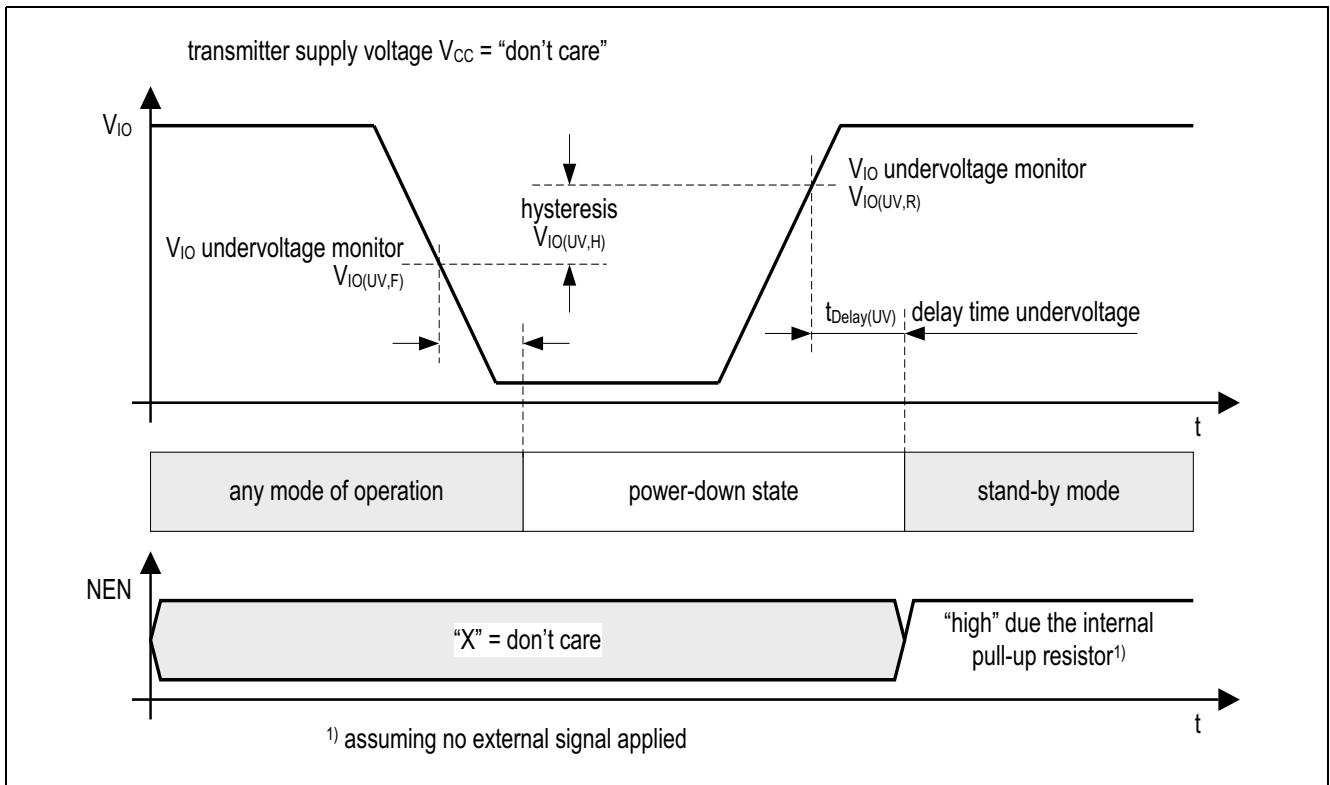 transmitter supply voltage VCC = “don’t care”
VIO
VIO undervoltage monitor
VIO(UV,R)
hysteresis
VIO(UV,H)
VIO undervoltage monitor
VIO(UV,F)
tDelay(UV) delay time undervoltage
t
any mode of operation
power-down state
stand-by mode
NEN
“X” = don’t care
“high” due the internal
pull-up resistor1)
t
1) assuming no external signal applied